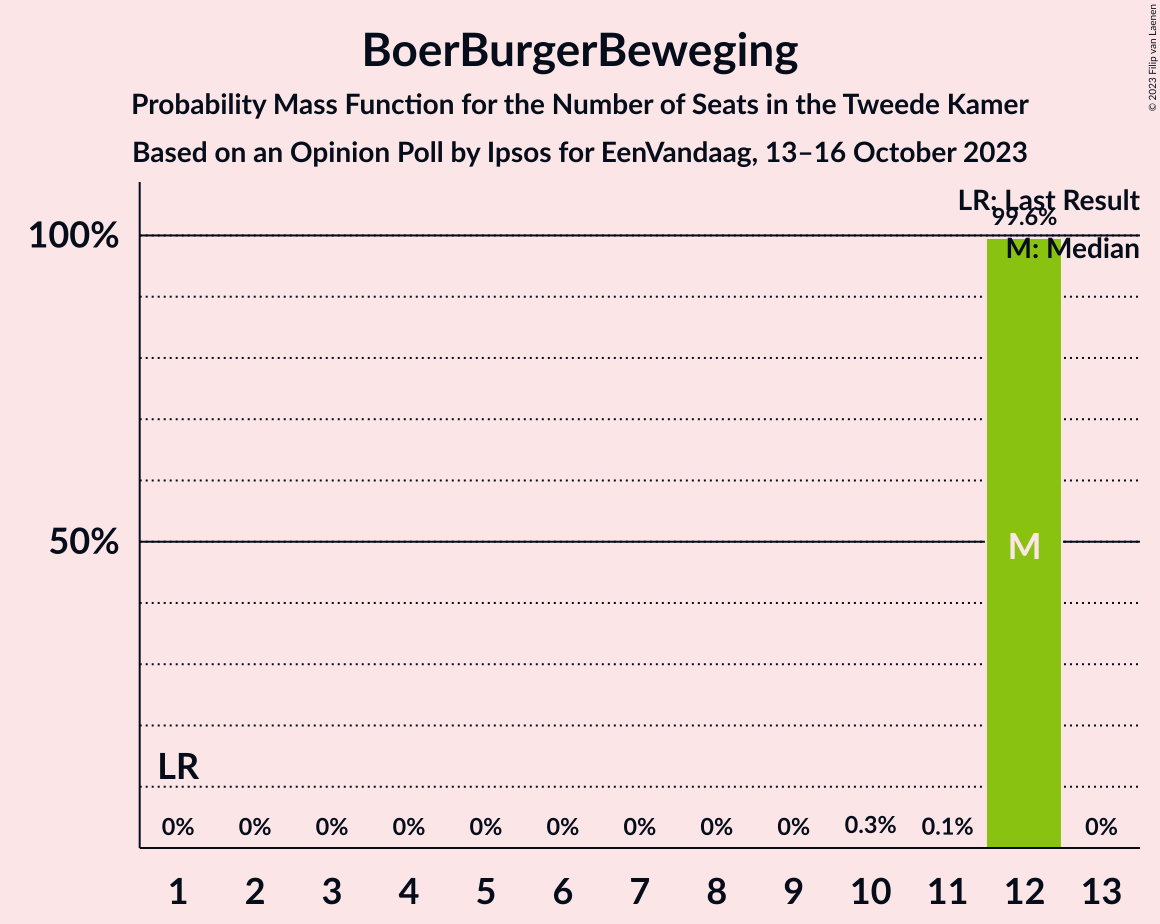 BoerBurgerBeweging
Probability Mass Function for the Number of Seats in the Tweede Kamer
Based on an Opinion Poll by Ipsos for EenVandaag, 13–16 October 2023
© 2023 Filip van Laenen
LR: Last Result
99.6%
100%
M: Median
50%
M
LR
0% 0% 0% 0% 0% 0% 0% 0% 0% 0.3% 0.1% 0%
1 2 3 4 5 6 7 8 9 10 11 12 13